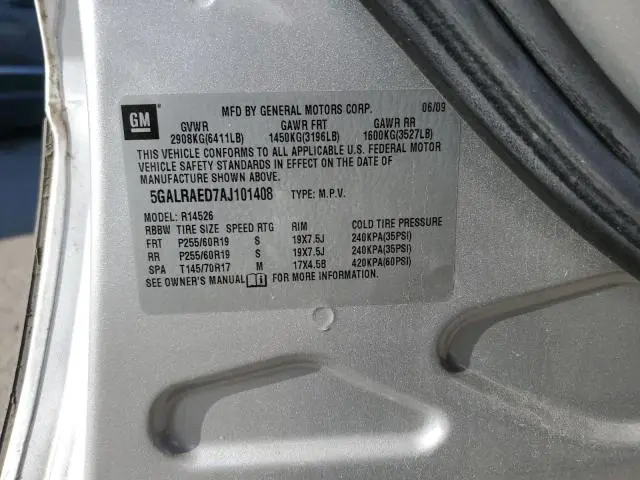 GM
MFD BY GENERAL MOTORS CORP. 06/09
GVWR GAWR FRT GAWR RR
2908KG(6411LB) 1450KG(3196LB) 1600KG(3527LB)
THIS VEHICLE CONFORMS TO ALL APPLICABLE U.S. FEDERAL MOTOR
VEHICLE SAFETY STANDARDS IN EFFECT ON THE DATE OF
MANUFACTURE SHOWN ABOVE.
5GALRAED7AJ101408 TYPE: M.P.V.
MODEL: R14526
RBBW TIRE SIZE SPEED RTG RIM COLD TIRE PRESSURE
FRT P255/60R19 S 19X7.5J 240KPA(35PSI)
RR P255/60R19 S 19X7.5J 240KPA(35PSI)
SPA T145/70R17 M 17X4.5B 420KPA(60PSI)
SEE OWNER'S MANUAL FOR MORE INFORMATION.